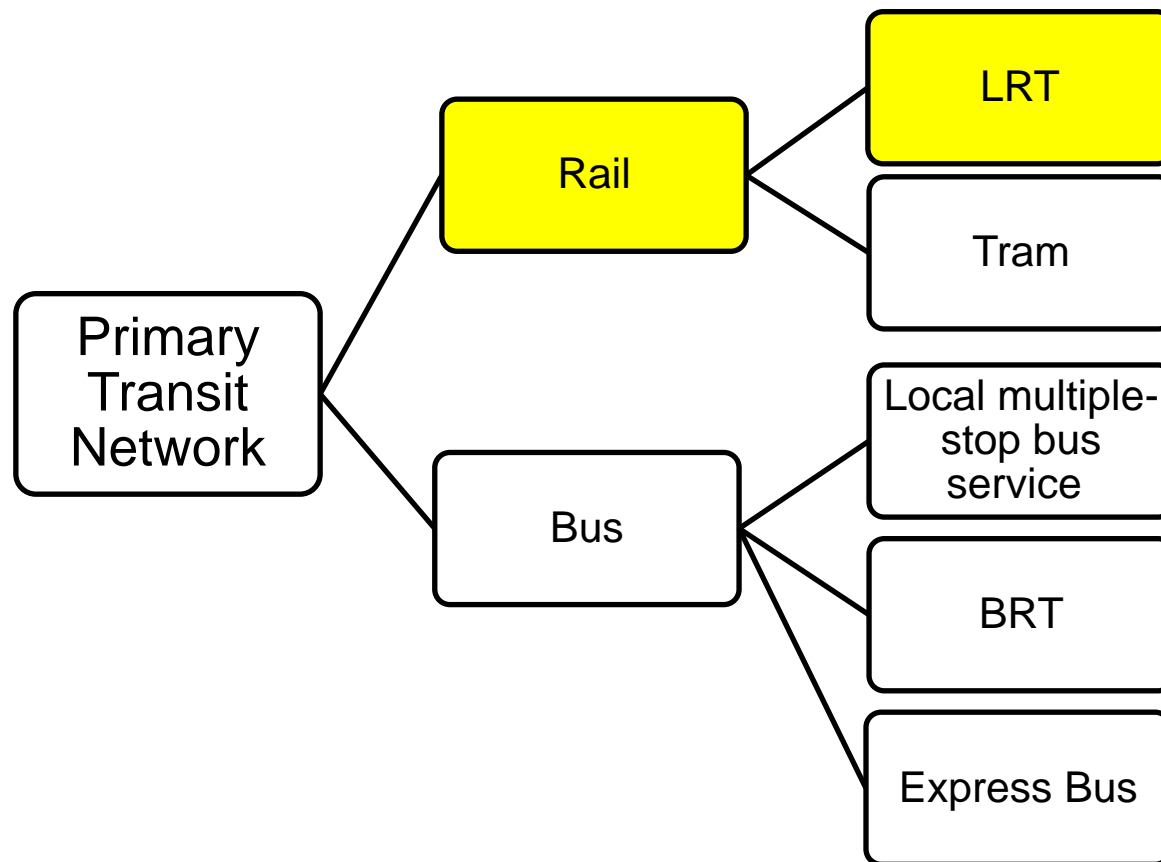 Primary
Transit
Network
Rail
LRT
Tram
Bus
Local multiple-
stop bus
service
BRT
Express Bus